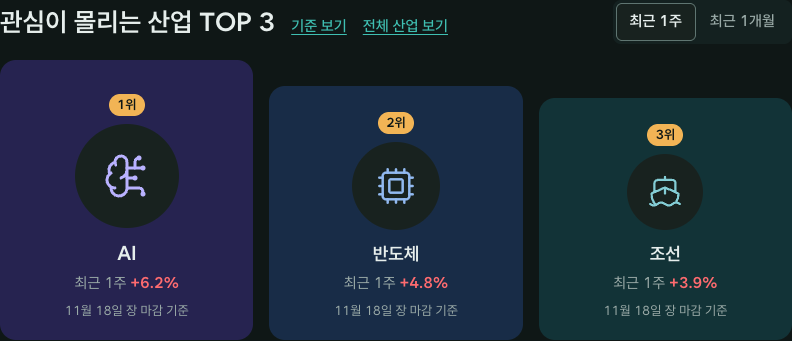 관심이 몰리는 산업 TOP 3 기준 보기 전체 산업 보기 최근 1주 최근 1개월
1위
AI
최근 1주 +6.2%
11월 18일 장 마감 기준
2위
반도체
최근 1주 +4.8%
11월 18일 장 마감 기준
3위
조선
최근 1주 +3.9%
11월 18일 장 마감 기준